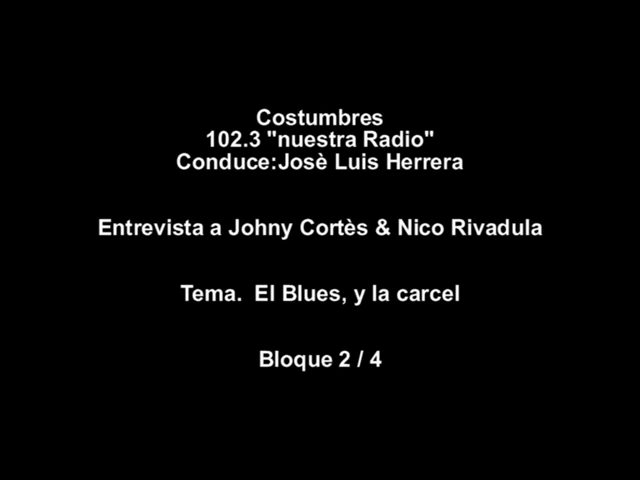 Costumbres
102.3 "nuestra Radio"
Conduce:Josè Luis Herrera
Entrevista a Johny Cortès & Nico Rivadula
Tema.  El Blues, y la carcel
Bloque 2 / 4